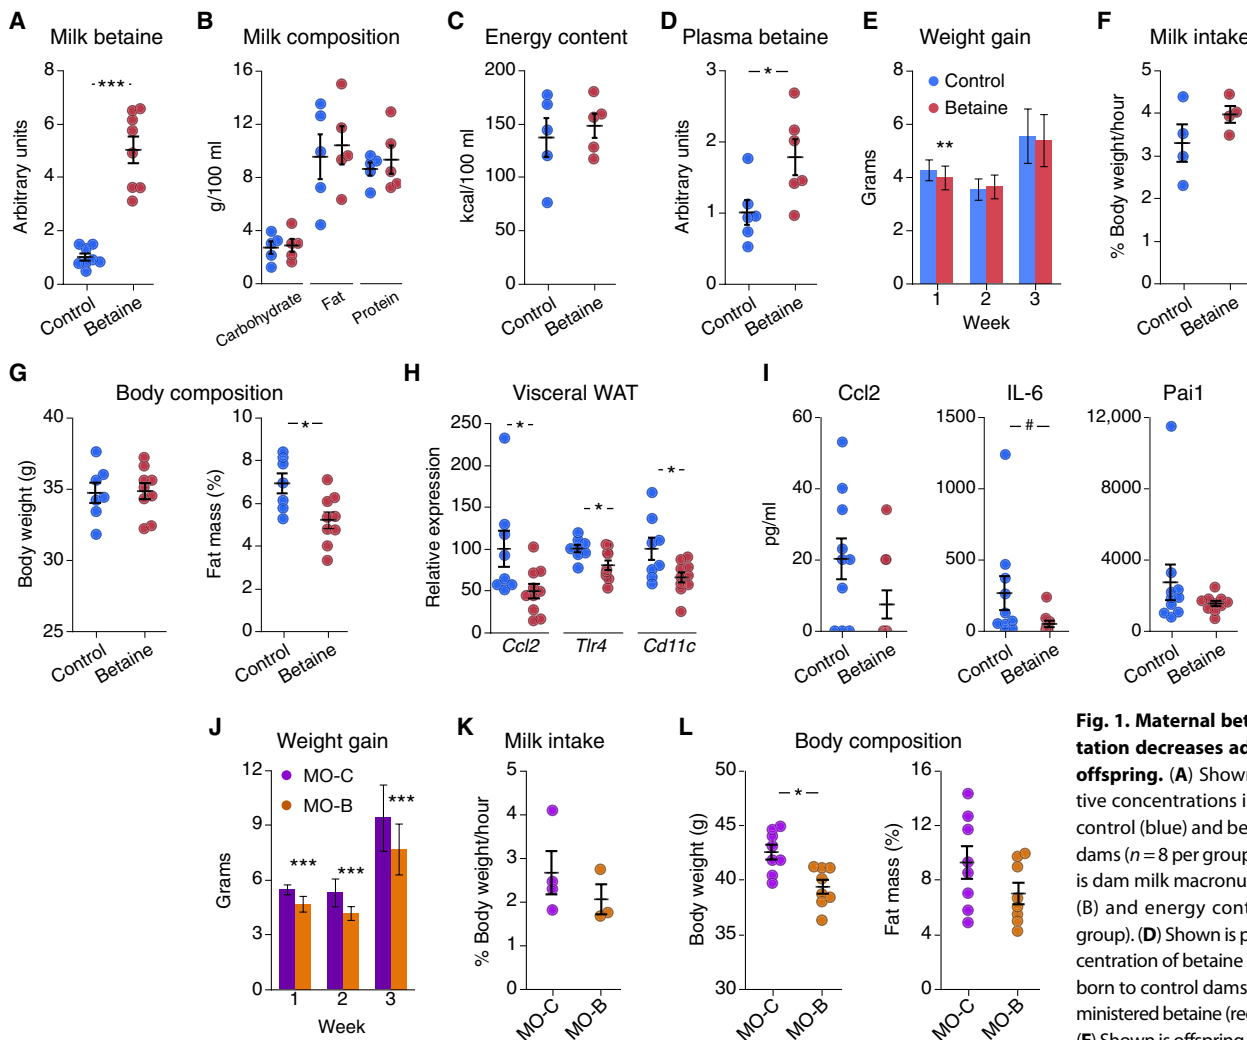 A Milk betaine
Arbitrary units
8
6
4
2
0
***
Control
Betaine
B Milk composition
g/100 ml
16
12
8
4
0
Carbohydrate
Fat
Protein
C Energy content
kcal/100 ml
200
150
100
50
0
Control
Betaine
D Plasma betaine
Arbitrary units
3
2
1
0
*
Control
Betaine
E Weight gain
Grams
8
6
4
2
0
Control
Betaine
**
1 2 3
Week
F Milk intake
% Body weight/hour
5
4
3
2
1
0
Control
Betaine
G Body composition
Body weight (g)
40
35
30
25
Control
Betaine
Fat mass (%)
10
8
6
4
2
0
*
Control
Betaine
H Visceral WAT
Relative expression
250
200
150
100
50
0
*
*
*
Ccl2 Tlr4 Cd11c
I
Ccl2
pg/ml
60
40
20
0
Control
Betaine
IL-6
1500
1000
500
0
#
Control
Betaine
Pai1
12,000
8000
4000
0
Control
Betaine
J Weight gain
Grams
12
9
6
3
0
MO-C
MO-B
***
***
***
1 2 3
Week
K Milk intake
% Body weight/hour
5
4
3
2
1
0
MO-C
MO-B
L Body composition
Body weight (g)
50
45
40
35
30
*
MO-C
MO-B
Fat mass (%)
16
12
8
4
0
MO-C
MO-B
Fig. 1. Maternal bet
tation decreases ad
offspring. (A) Shown
tive concentrations i
control (blue) and be
dams (n = 8 per group
is dam milk macronu
(B) and energy cont
group). (D) Shown is p
centration of betaine
born to control dams
ministered betaine (re
(E) Shown is offspring